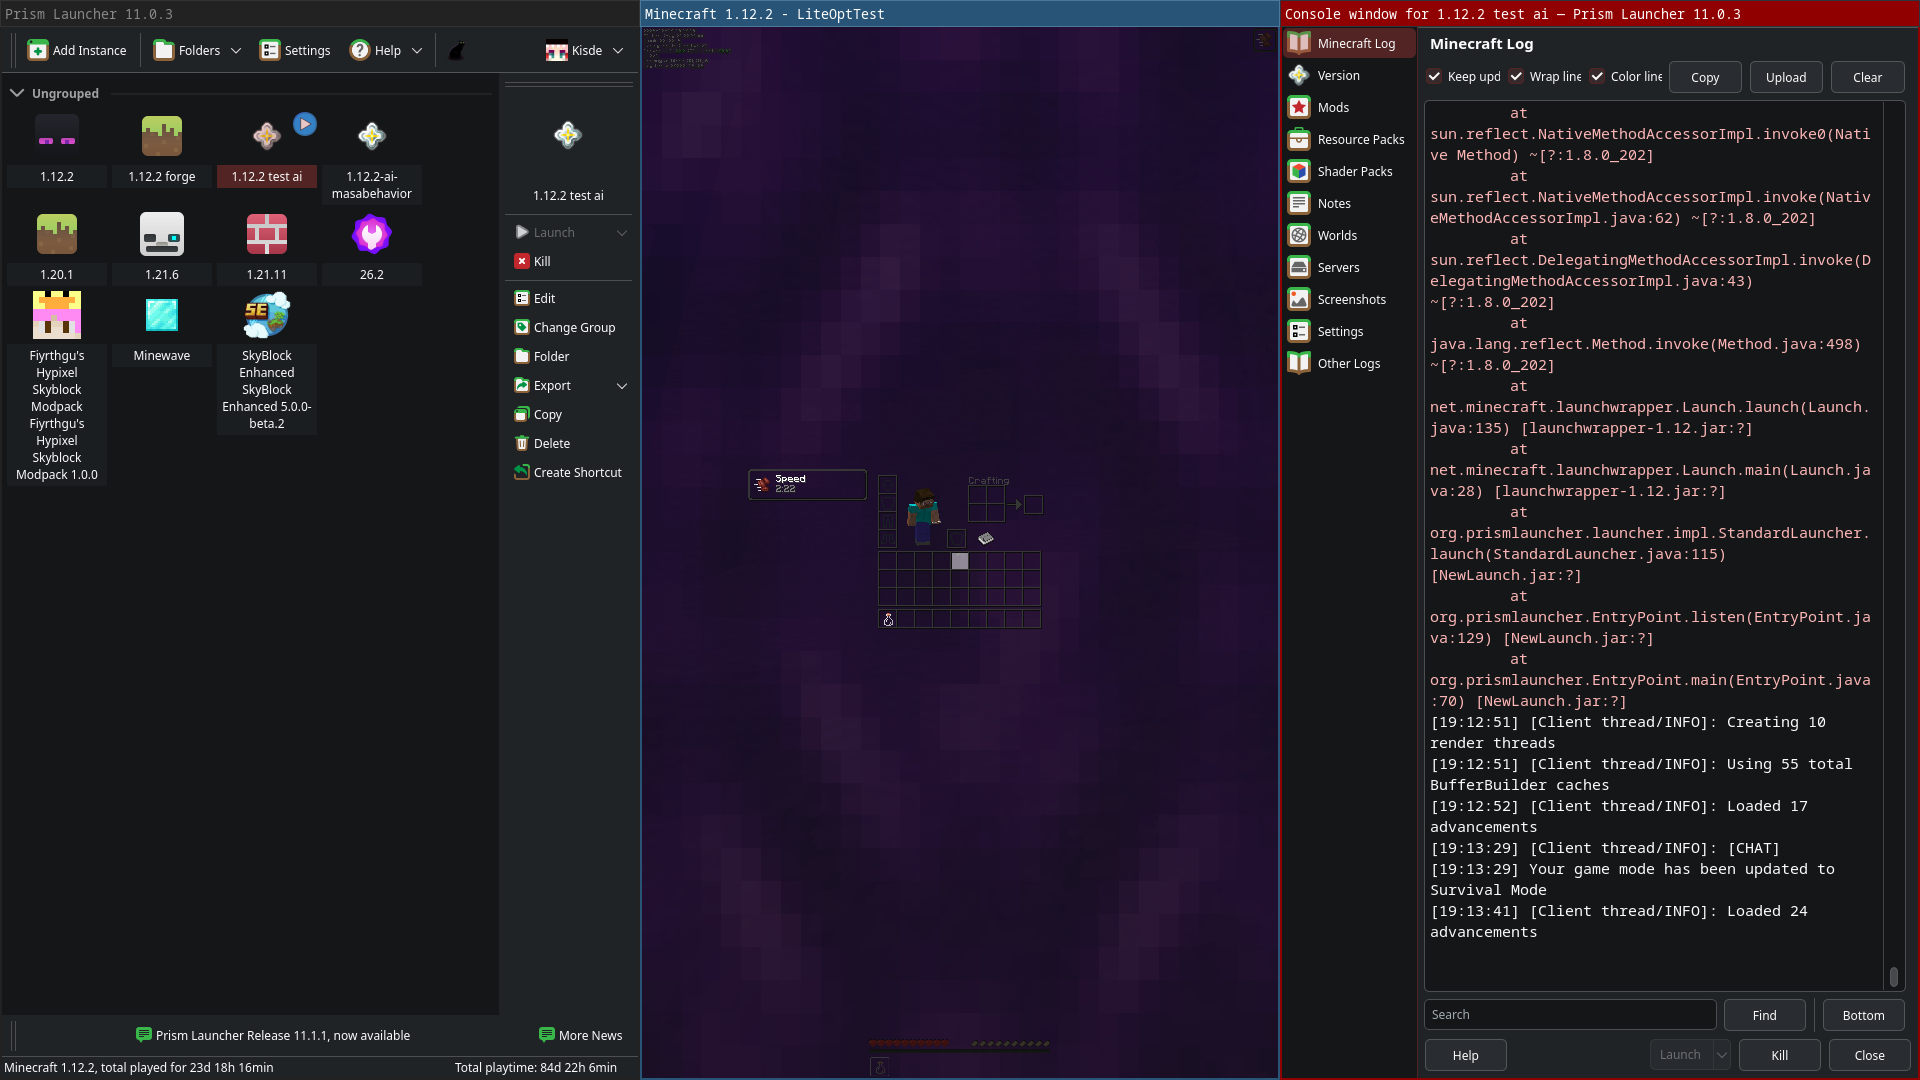 Prism Launcher 11.0.3
Add Instance
Folders
Settings
Help
Kisde
Ungrouped
1.12.2
1.12.2 forge
1.12.2 test ai
1.12.2-ai-
masabehavior
1.20.1
1.21.6
1.21.11
26.2
SE
Fiyrthgu's
Hypixel
Skyblock
Modpack
Fiyrthgu's
Hypixel
Skyblock
Modpack 1.0.0
Minewave
SkyBlock
Enhanced
SkyBlock
Enhanced 5.0.0-
beta.2
1.12.2 test ai
Launch
Kill
Edit
Change Group
Folder
Export
Copy
Delete
Create Shortcut
Prism Launcher Release 11.1.1, now available
More News
Minecraft 1.12.2, total played for 23d 18h 16min
Total playtime: 84d 22h 6min
Minecraft 1.12.2 - LiteOptTest
Speed
2:22
Crafting
Console window for 1.12.2 test ai — Prism Launcher 11.0.3
Minecraft Log
Version
Mods
Resource Packs
Shader Packs
Notes
Worlds
Servers
Screenshots
Settings
Other Logs
Minecraft Log
Keep upd
Wrap line
Color line
Copy
Upload
Clear
at
sun.reflect.NativeMethodAccessorImpl.invoke0(Nati
ve Method) ~[?:1.8.0_202]
at
sun.reflect.NativeMethodAccessorImpl.invoke(Nativ
eMethodAccessorImpl.java:62) ~[?:1.8.0_202]
at
sun.reflect.DelegatingMethodAccessorImpl.invoke(D
elegatingMethodAccessorImpl.java:43)
~[?:1.8.0_202]
at
java.lang.reflect.Method.invoke(Method.java:498)
~[?:1.8.0_202]
at
net.minecraft.launchwrapper.Launch.launch(Launch.
java:135) [launchwrapper-1.12.jar:?]
at
net.minecraft.launchwrapper.Launch.main(Launch.ja
va:28) [launchwrapper-1.12.jar:?]
at
org.prismlauncher.launcher.impl.StandardLauncher.
launch(StandardLauncher.java:115)
[NewLaunch.jar:?]
at
org.prismlauncher.EntryPoint.listen(EntryPoint.ja
va:129) [NewLaunch.jar:?]
at
org.prismlauncher.EntryPoint.main(EntryPoint.java
:70) [NewLaunch.jar:?]
[19:12:51] [Client thread/INFO]: Creating 10
render threads
[19:12:51] [Client thread/INFO]: Using 55 total
BufferBuilder caches
[19:12:52] [Client thread/INFO]: Loaded 17
advancements
[19:13:29] [Client thread/INFO]: [CHAT]
[19:13:29] Your game mode has been updated to
Survival Mode
[19:13:41] [Client thread/INFO]: Loaded 24
advancements
Search
Find
Bottom
Help
Launch
Kill
Close